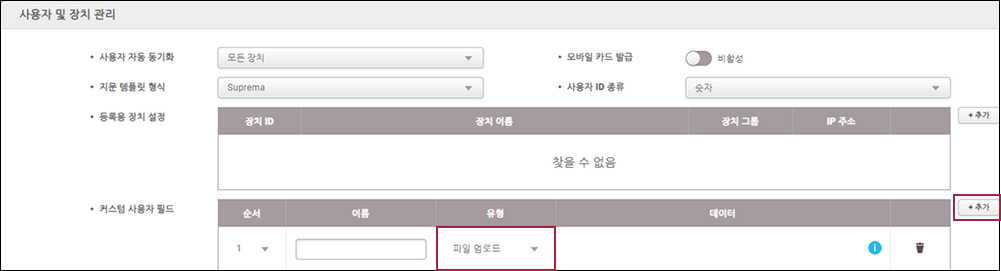 사용자 및 장치 관리
• 사용자 자동 동기화 모든 장치 • 모바일 카드 발급 비활성
• 지문 템플릿 형식 Suprema • 사용자 ID 종류 숫자
• 등록용 장치 설정 장치 ID 장치 이름 장치 그룹 IP 주소 +추가
찾을 수 없음
• 커스텀 사용자 필드 순서 이름 유형 데이터 +추가
1 파일 업로드